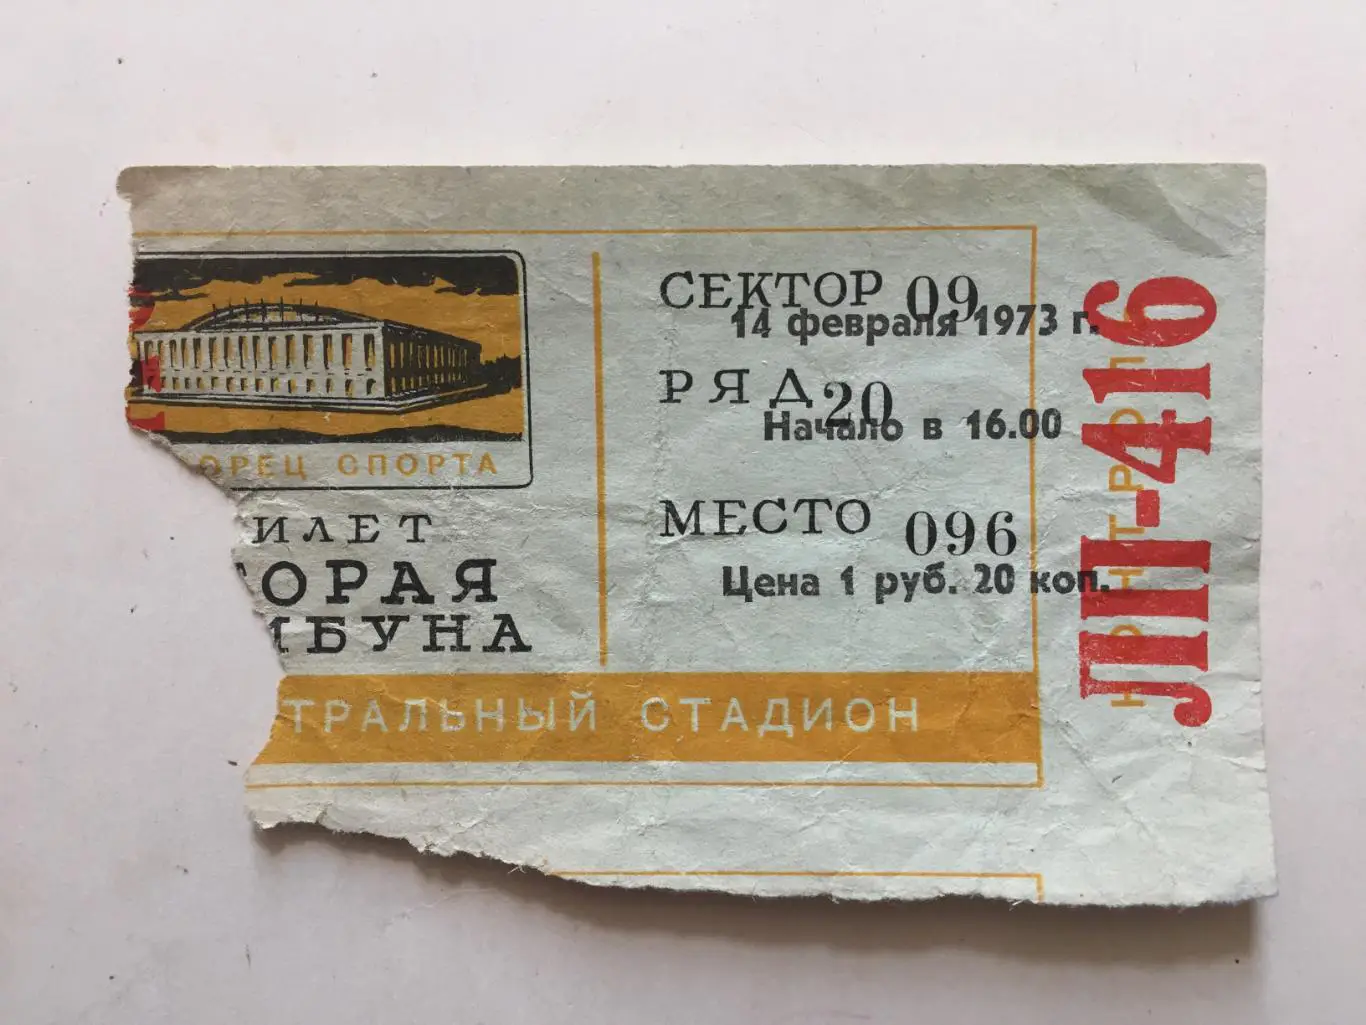 ОРЕЦ СПОРТА
ИЛЕТ
ТОРАЯ
ИБУНА
ТРАЛЬНЫЙ СТАДИОН
СЕКТОР 09
14 февраля 1973 г.
РЯД 20
Начало в 16.00
МЕСТО 096
Цена 1 руб. 20 коп.
ЛП-416